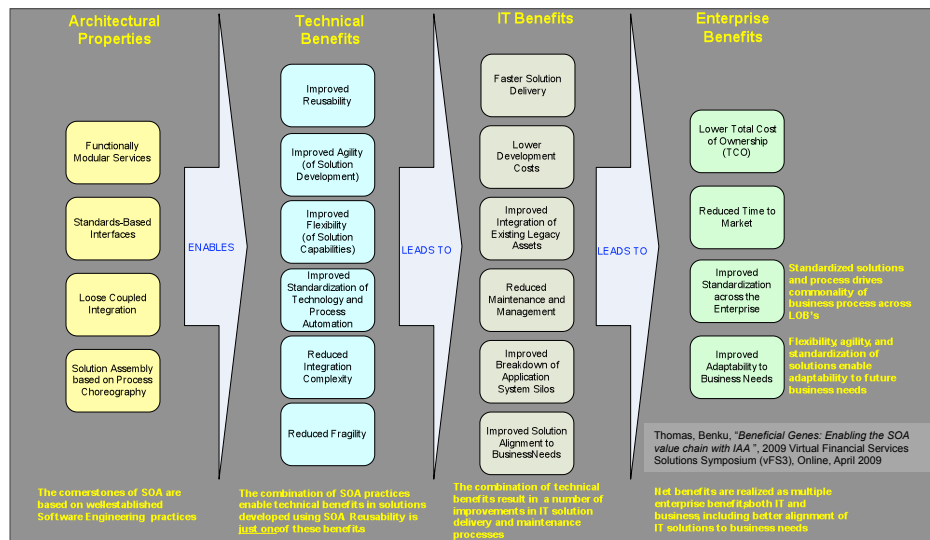 Architectural
Properties
Technical
Benefits
IT Benefits
Enterprise
Benefits
Functionally
Modular Services
Standards-Based
Interfaces
Loose Coupled
Integration
Solution Assembly
based on Process
Choreography
ENABLES
Improved
Reusability
Improved Agility
(of Solution
Development)
Improved
Flexibility
(of Solution
Capabilities)
Improved
Standardization of
Technology and
Process
Automation
Reduced
Integration
Complexity
Reduced Fragility
LEADS TO
Faster Solution
Delivery
Lower
Development
Costs
Improved
Integration of
Existing Legacy
Assets
Reduced
Maintenance and
Management
Improved
Breakdown of
Application
System Silos
Improved Solution
Alignment to
BusinessNeeds
LEADS TO
Lower Total Cost
of Ownership
(TCO)
Reduced Time to
Market
Improved
Standardization
across the
Enterprise
Improved
Adaptability to
Business Needs
Standardized solutions
and process drives
commonality of
business process across
LOB's
Flexibility, agility, and
standardization of
solutions enable
adaptability to future
business needs
Thomas, Benku, "Beneficial Genes: Enabling the SOA
value chain with IAA ", 2009 Virtual Financial Services
Solutions Symposium (vFS3), Online, April 2009
The cornerstones of SOA are
based on wellestablished
Software Engineering practices
The combination of SOA practices
enable technical benefits in solutions
developed using SOA Reusability is
just oneof these benefits
The combination of technical
benefits result in a number of
improvements in IT solution
delivery and maintenance
processes
Net benefits are realized as multiple
enterprise benefitsboth IT and
business, including better alignment of
IT solutions to business needs